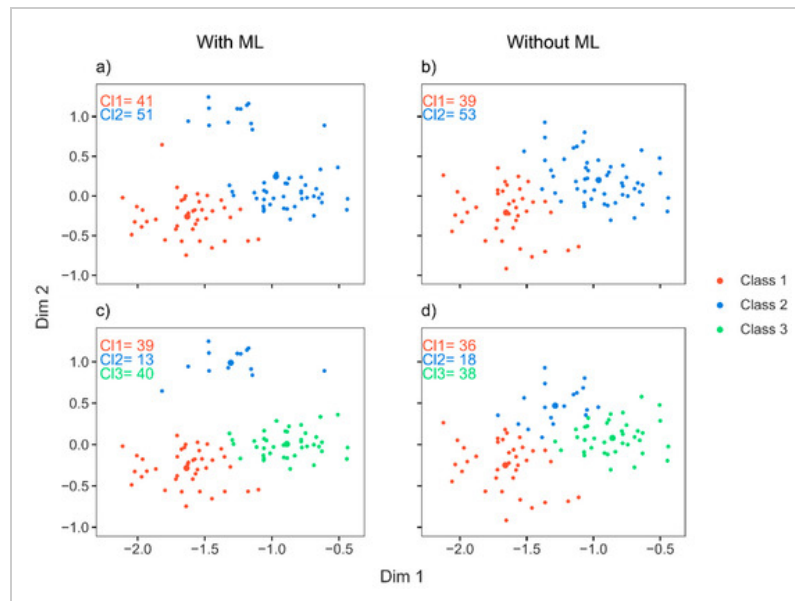 With ML
Without ML
a)
b)
Cl1= 41
Cl2= 51
Cl1= 39
Cl2= 53
1.0
0.5
0.0
−0.5
−1.0
Dim 2
Class 1
Class 2
Class 3
c)
d)
Cl1= 39
Cl2= 13
Cl3= 40
Cl1= 36
Cl2= 18
Cl3= 38
1.0
0.5
0.0
−0.5
−1.0
−2.0 −1.5 −1.0 −0.5
−2.0 −1.5 −1.0 −0.5
Dim 1